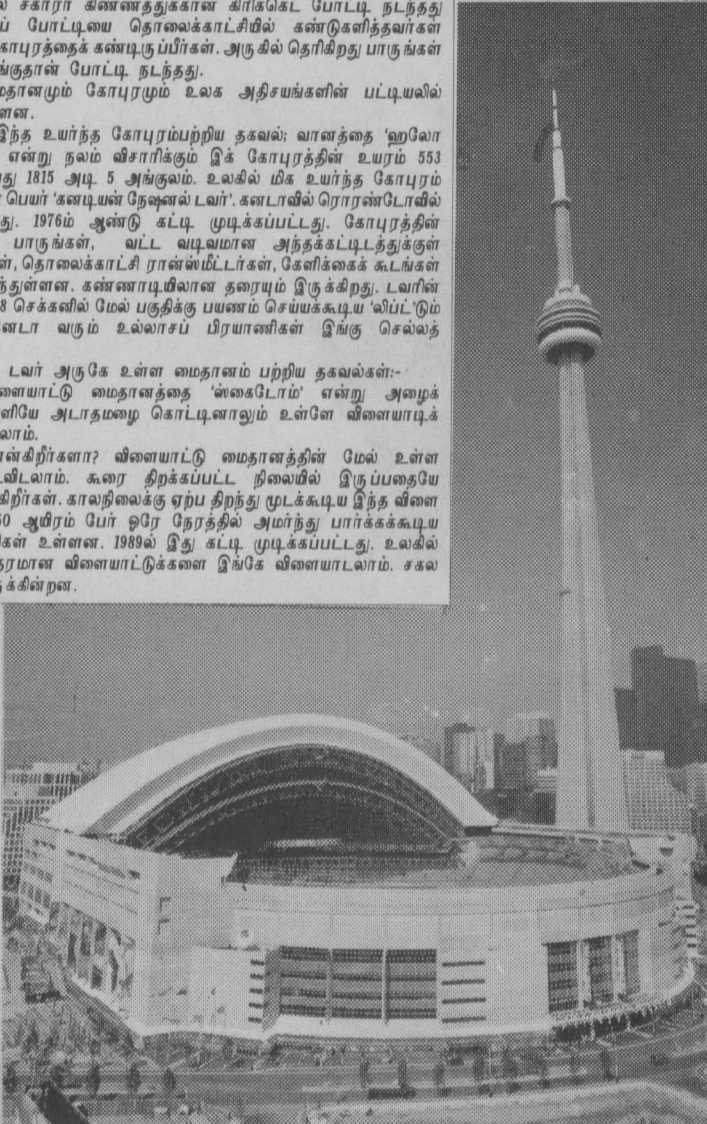 சகாரா கிண்ணத்துக்கான கிரிக்கெட் போட்டி நடந்தது
போட்டியை தொலைக்காட்சியில் கண்டுகளித்தவர்கள்
காபுரத்தைக் கண்டிருப்பீர்கள். அருகில் தெரிகிறது பாருங்கள்
ங்குதான் போட்டி நடந்தது.
மதானமும் கோபுரமும் உலக அதிசயங்களின் பட்டியலில்
ளன.
இந்த உயர்ந்த கோபுரம்பற்றிய தகவல்; வானத்தை 'ஹலோ
என்று நலம் விசாரிக்கும் இக் கோபுரத்தின் உயரம் 553
து 1815 அடி 5 அங்குலம். உலகில் மிக உயர்ந்த கோபுரம்
பெயர் 'கனடியன் நேஷனல் டவர்'. கனடாவில் ரொரண்டோவில்
து. 1976ம் ஆண்டு கட்டி முடிக்கப்பட்டது. கோபுரத்தின்
பாருங்கள், வட்ட வடிவமான அந்தக்கட்டிடத்துக்குள்
ள், தொலைக்காட்சி ரான்ஸ்மீட்டர்கள், கேளிக்கைக் கூடங்கள்
ந்துள்ளன. கண்ணாடியிலான தரையும் இருக்கிறது. டவரின்
8 செக்கனில் மேல் பகுதிக்கு பயணம் செய்யக்கூடிய 'லிப்ட்'டும்
னடா வரும் உல்லாசப் பிரயாணிகள் இங்கு செல்லத்
டவர் அருகே உள்ள மைதானம் பற்றிய தகவல்கள்:-
ளையாட்டு மைதானத்தை 'ஸ்கைடோம்' என்று அழைக்
ளியே அடாதமழை கொட்டினாலும் உள்ளே விளையாடிக்
லாம்.
ன்கிறீர்களா? விளையாட்டு மைதானத்தின் மேல் உள்ள
விடலாம். கூரை திறக்கப்பட்ட நிலையில் இருப்பதையே
கிறீர்கள். காலநிலைக்கு ஏற்ப திறந்து மூடக்கூடிய இந்த விளை
50 ஆயிரம் பேர் ஒரே நேரத்தில் அமர்ந்து பார்க்கக்கூடிய
கள் உள்ளன. 1989ல் இது கட்டி முடிக்கப்பட்டது. உலகில்
தரமான விளையாட்டுக்களை இங்கே விளையாடலாம். சகல
நக்கின்றன.